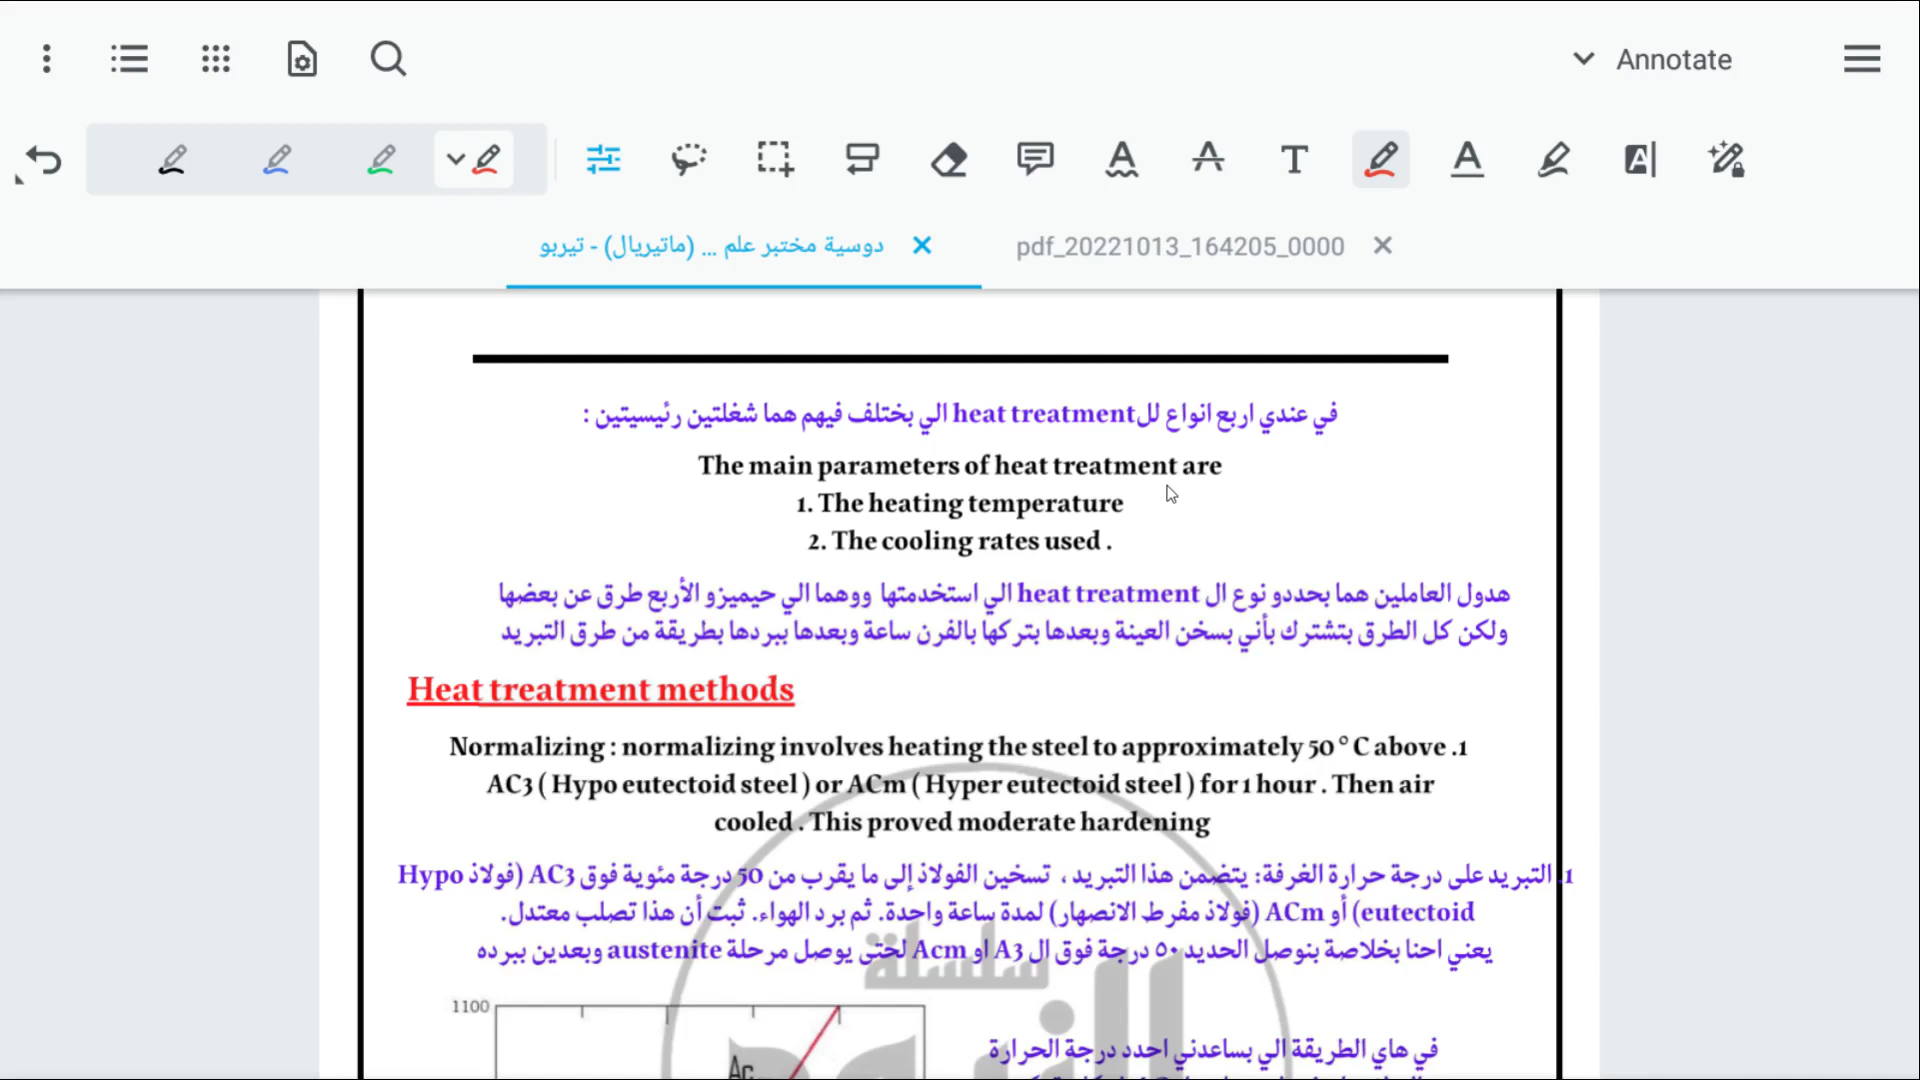 Annotate
دوسية مختبر علم ... (ماتيريال) - تيربو
pdf_20221013_164205_0000
في عندي اربع انواع لل heat treatment الي بختلف فيهم هما شغلتين رئيسيتين :
The main parameters of heat treatment are
1. The heating temperature
2. The cooling rates used .
هدول العاملين هما بحددو نوع ال heat treatment الي استخدمتها ووهما الي حيميزو الأربع طرق عن بعضها
ولكن كل الطرق بتشترك بأني بسخن العينة وبعدها بتركها بالفرن ساعة وبعدها ببردها بطريقة من طرق التبريد
Heat treatment methods
Normalizing : normalizing involves heating the steel to approximately 50 ° C above .1
AC3 ( Hypo eutectoid steel ) or ACm ( Hyper eutectoid steel ) for 1 hour . Then air
cooled . This proved moderate hardening
1. التبريد على درجة حرارة الغرفة: يتضمن هذا التبريد ، تسخين الفولاذ إلى ما يقرب من 50 درجة مئوية فوق AC3 (فولاذ Hypo
eutectoid) أو ACm (فولاذ مفرط الانصهار) لمدة ساعة واحدة. ثم برد الهواء. ثبت أن هذا تصلب معتدل.
يعني احنا بخلاصة بنوصل الحديد ٥٠ درجة فوق ال A3 او Acm لحتى يوصل مرحلة austenite وبعدين ببرده
سلسلة
1100
Ac
في هاي الطريقة الي بساعدني احدد درجة الحرارة